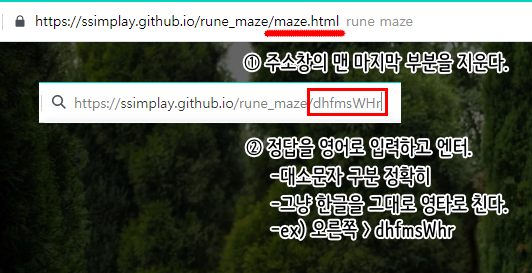 https://ssimplay.github.io/rune_maze/maze.html rune maze
① 주소창의 맨 마지막 부분을 지운다.
https://ssimplay.github.io/rune_maze/dhfmsWHr
② 정답을 영어로 입력하고 엔터.
-대소문자 구분 정확히
-그냥 한글을 그대로 영타로 친다.
-ex) 오른쪽 > dhfmsWhr